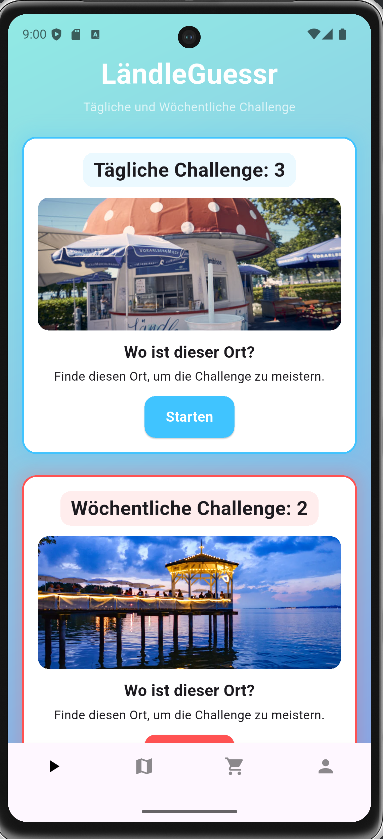 9:00
LändleGuessr
Tägliche und Wöchentliche Challenge
Tägliche Challenge: 3
Ländle
Wo ist dieser Ort?
Finde diesen Ort, um die Challenge zu meistern.
Starten
Wöchentliche Challenge: 2
Wo ist dieser Ort?
Finde diesen Ort, um die Challenge zu meistern.